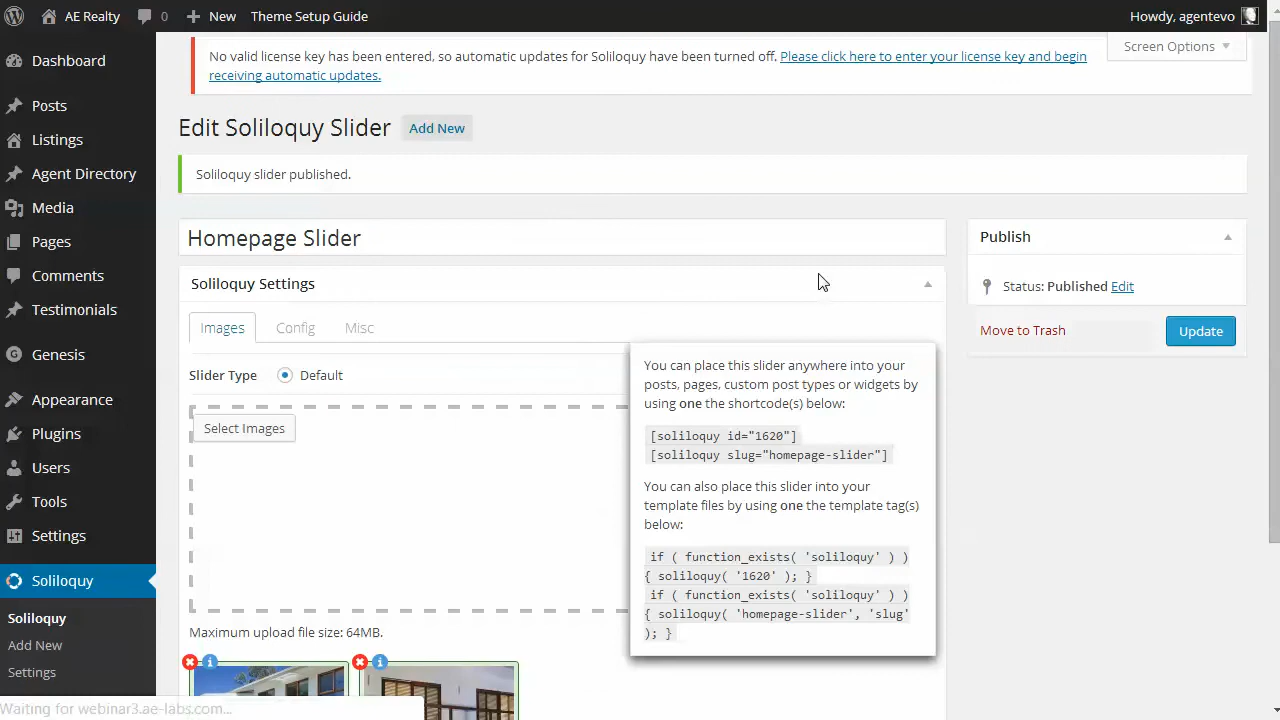 AE Realty
0
New
Theme Setup Guide
Howdy, agentevo
Dashboard
Posts
Listings
Agent Directory
Media
Pages
Comments
Testimonials
Genesis
Appearance
Plugins
Users
Tools
Settings
Soliloquy
Soliloquy
Add New
Settings
No valid license key has been entered, so automatic updates for Soliloquy have been turned off. Please click here to enter your license key and begin
receiving automatic updates.
Screen Options
Edit Soliloquy Slider
Add New
Soliloquy slider published.
Homepage Slider
Soliloquy Settings
Images
Config
Misc
Slider Type
Default
Select Images
Maximum upload file size: 64MB.
You can place this slider anywhere into your
posts, pages, custom post types or widgets by
using one the shortcode(s) below:
[soliloquy id="1620"]
[soliloquy slug="homepage-slider"]
You can also place this slider into your
template files by using one the template tag(s)
below:
if ( function_exists( 'soliloquy' ) )
{ soliloquy( '1620' ); }
if ( function_exists( 'soliloquy' ) )
{ soliloquy( 'homepage-slider', 'slug'
); }
Publish
Status: Published Edit
Move to Trash
Update
Waiting for webinar3.ae-labs.com...